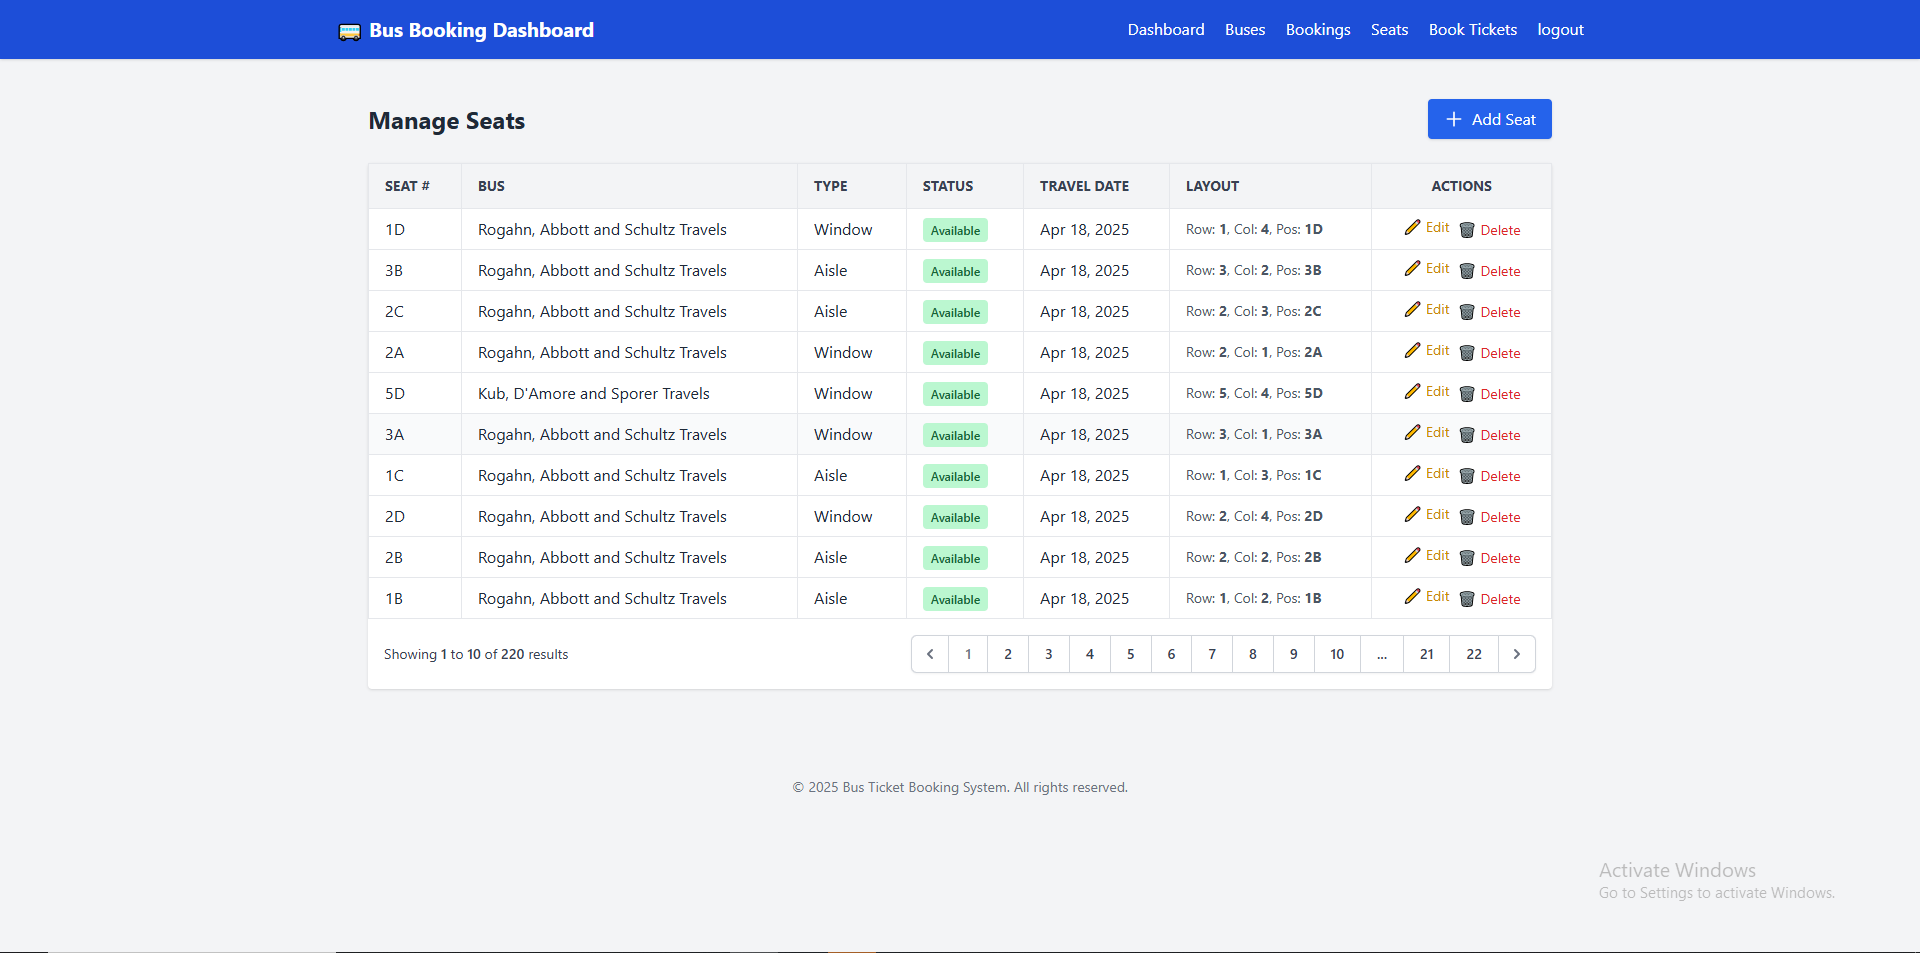 Bus Booking Dashboard Dashboard Buses Bookings Seats Book Tickets logout
Manage Seats + Add Seat
SEAT # BUS TYPE STATUS TRAVEL DATE LAYOUT ACTIONS
1D Rogahn, Abbott and Schultz Travels Window Available Apr 18, 2025 Row: 1, Col: 4, Pos: 1D Edit Delete
3B Rogahn, Abbott and Schultz Travels Aisle Available Apr 18, 2025 Row: 3, Col: 2, Pos: 3B Edit Delete
2C Rogahn, Abbott and Schultz Travels Aisle Available Apr 18, 2025 Row: 2, Col: 3, Pos: 2C Edit Delete
2A Rogahn, Abbott and Schultz Travels Window Available Apr 18, 2025 Row: 2, Col: 1, Pos: 2A Edit Delete
5D Kub, D'Amore and Sporer Travels Window Available Apr 18, 2025 Row: 5, Col: 4, Pos: 5D Edit Delete
3A Rogahn, Abbott and Schultz Travels Window Available Apr 18, 2025 Row: 3, Col: 1, Pos: 3A Edit Delete
1C Rogahn, Abbott and Schultz Travels Aisle Available Apr 18, 2025 Row: 1, Col: 3, Pos: 1C Edit Delete
2D Rogahn, Abbott and Schultz Travels Window Available Apr 18, 2025 Row: 2, Col: 4, Pos: 2D Edit Delete
2B Rogahn, Abbott and Schultz Travels Aisle Available Apr 18, 2025 Row: 2, Col: 2, Pos: 2B Edit Delete
1B Rogahn, Abbott and Schultz Travels Aisle Available Apr 18, 2025 Row: 1, Col: 2, Pos: 1B Edit Delete
Showing 1 to 10 of 220 results 1 2 3 4 5 6 7 8 9 10 ... 21 22
© 2025 Bus Ticket Booking System. All rights reserved.
Activate Windows
Go to Settings to activate Windows.